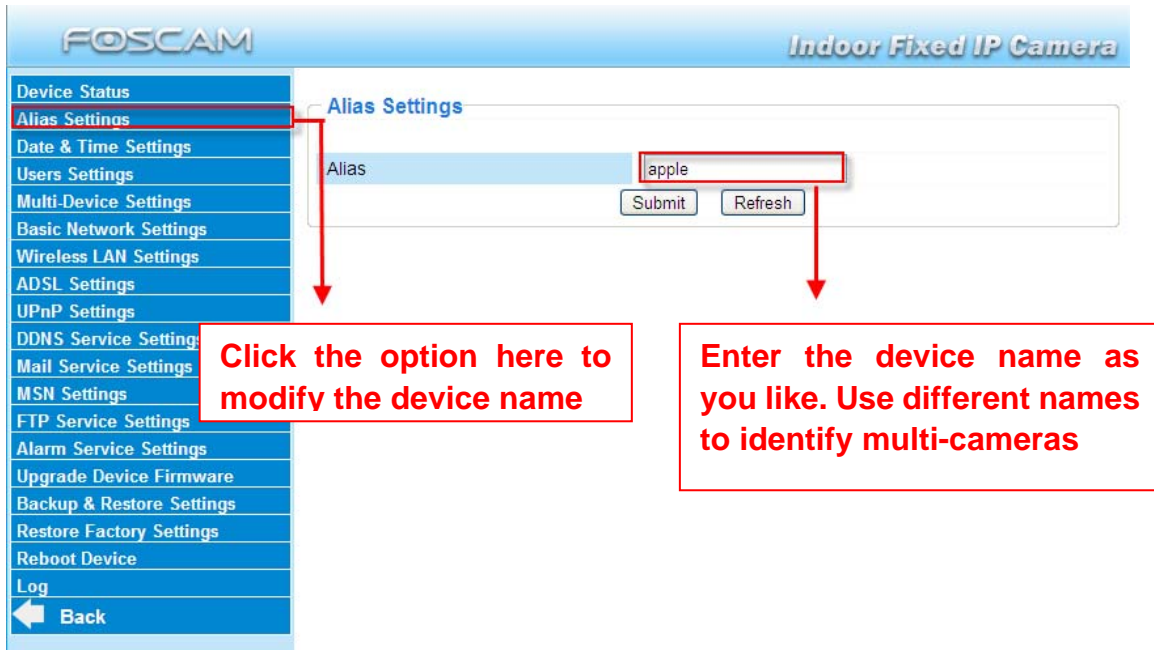 FOSCAM
Indoor Fixed IP Camera
Device Status
Alias Settings
Date & Time Settings
Users Settings
Multi-Device Settings
Basic Network Settings
Wireless LAN Settings
ADSL Settings
UPnP Settings
DDNS Service Settings
Mail Service Settings
MSN Settings
FTP Service Settings
Alarm Service Settings
Upgrade Device Firmware
Backup & Restore Settings
Restore Factory Settings
Reboot Device
Log
Back
Alias Settings
Alias
apple
Submit Refresh
Click the option here to
modify the device name
Enter the device name as
you like. Use different names
to identify multi-cameras